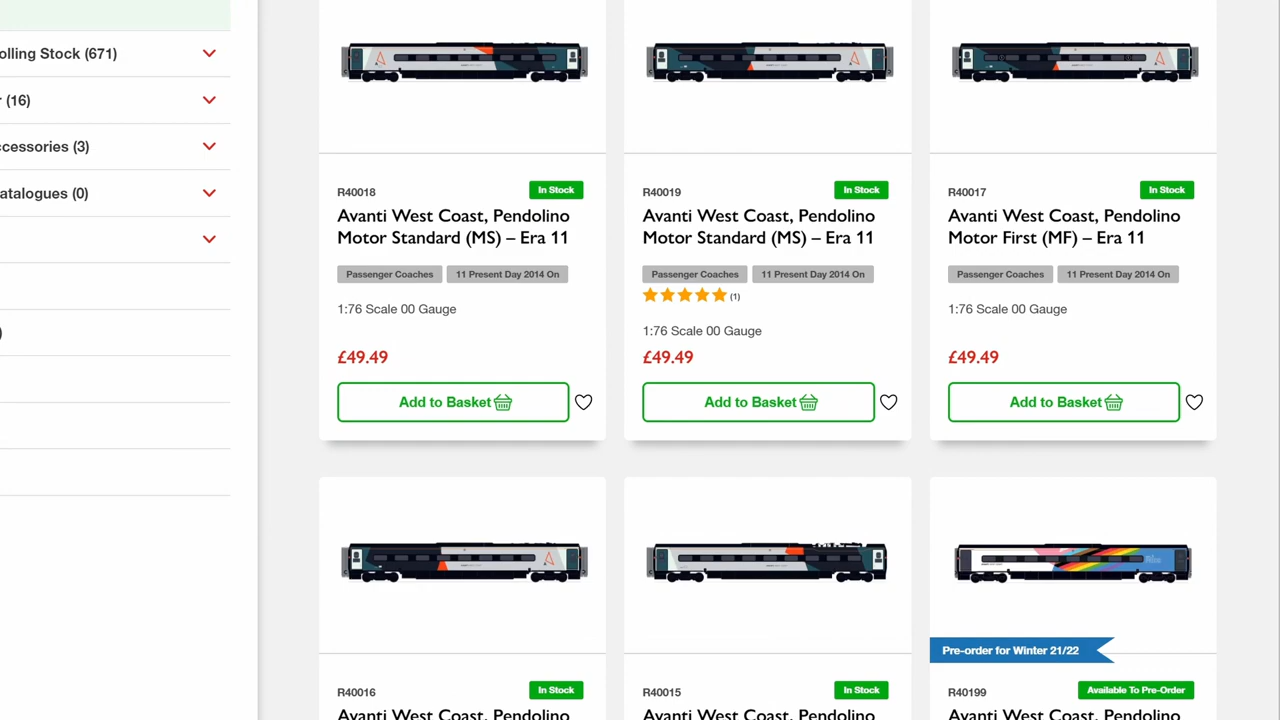 olling Stock (671)
r (16)
ccessories (3)
atalogues (0)
)
R40018
In Stock
Avanti West Coast, Pendolino
Motor Standard (MS) – Era 11
Passenger Coaches
11 Present Day 2014 On
1:76 Scale 00 Gauge
£49.49
Add to Basket
R40019
In Stock
Avanti West Coast, Pendolino
Motor Standard (MS) – Era 11
Passenger Coaches
11 Present Day 2014 On
(1)
1:76 Scale 00 Gauge
£49.49
Add to Basket
R40017
In Stock
Avanti West Coast, Pendolino
Motor First (MF) – Era 11
Passenger Coaches
11 Present Day 2014 On
1:76 Scale 00 Gauge
£49.49
Add to Basket
R40016
In Stock
Avanti West Coast, Pendolino
R40015
In Stock
Avanti West Coast, Pendolino
Pre-order for Winter 21/22
R40199
Available To Pre-Order
Avanti West Coast, Pendolino